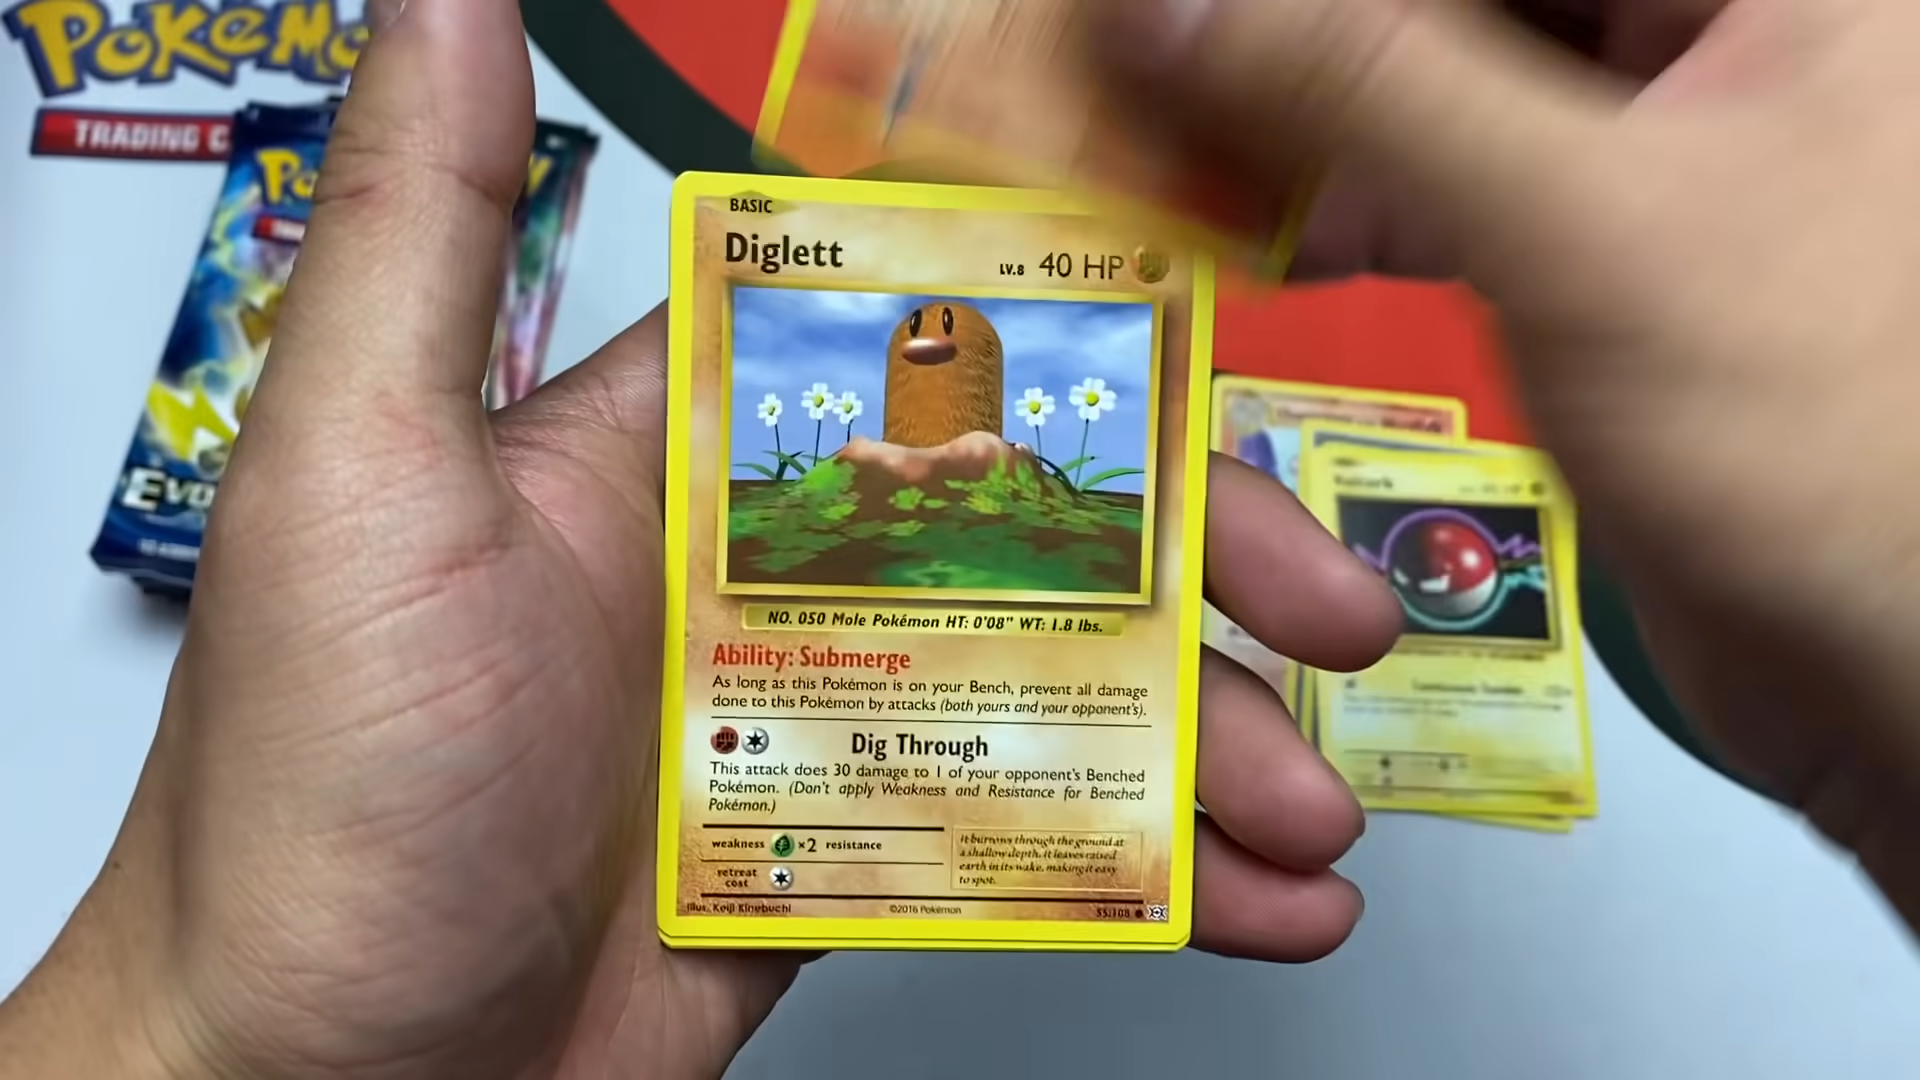 POKéMO
TRADING C
Po
Evo
BASIC
Diglett
LV.8 40 HP
NO. 050 Mole Pokémon HT: 0'08" WT: 1.8 lbs.
Ability: Submerge
As long as this Pokémon is on your Bench, prevent all damage
done to this Pokémon by attacks (both yours and your opponent's).
Dig Through
This attack does 30 damage to 1 of your opponent's Benched
Pokémon. (Don't apply Weakness and Resistance for Benched
Pokémon.)
weakness ×2 resistance
retreat
cost
It burrows through the ground at
a shallow depth. It leaves raised
earth in its wake, making it easy
to spot.
Illus. Keiji Kinebuchi ©2016 Pokémon 55/108